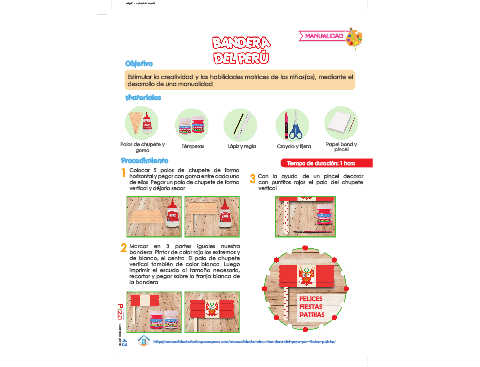 MANUALIDAD
BANDERA
DEL PERÚ
Objetivo
Estimular la creatividad y las habilidades motrices de los niños(as), mediante el
desarrollo de una manualidad
Materiales
Palos de chupete y
goma
Témperas
Lápiz y regla
Crayola y tijera
Papel bond y
pincel
Procedimiento
Tiempo de duración: 1 hora
1 Colocar 5 palos de chupete de forma
horizontal y pegar con goma entre cada uno
de ellos. Pegar un palo de chupete de forma
vertical y déjarlo secar
2 Marcar en 3 partes iguales nuestra
bandera. Pintar de color rojo los extremos y
de blanco, el centro. El palo de chupete
vertical también de color blanco. Luego
imprimir el escudo al tamaño necesario,
recortar y pegar sobre la franja blanca de
la bandera
3 Con la ayuda de un pincel decorar
con puntitos rojos el palo del chupete
vertical
FELICES
FIESTAS
PATRIAS